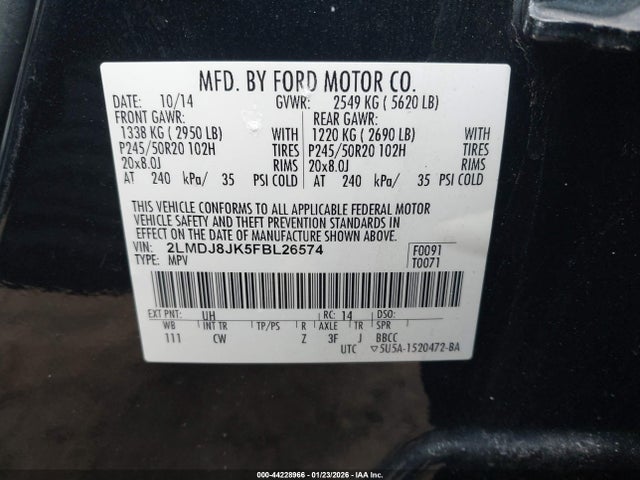 MFD. BY FORD MOTOR CO.
DATE: 10/14 GVWR: 2549 KG ( 5620 LB)
FRONT GAWR: REAR GAWR:
1338 KG ( 2950 LB) WITH 1220 KG ( 2690 LB) WITH
P245/50R20 102H TIRES P245/50R20 102H TIRES
20x8.0J RIMS 20x8.0J RIMS
AT 240 kPa/ 35 PSI COLD AT 240 kPa/ 35 PSI COLD
THIS VEHICLE CONFORMS TO ALL APPLICABLE FEDERAL MOTOR
VEHICLE SAFETY AND THEFT PREVENTION STANDARDS IN
EFFECT ON THE DATE OF MANUFACTURE SHOWN ABOVE.
VIN: 2LMDJ8JK5FBL26574 F0091
TYPE: MPV T0071
EXT PNT: UH RC: 14 DSO:
WB INT TR TP/PS R AXLE TR SPR
111 CW Z 3F J BBCC
UTC ▽5U5A-1520472-BA
000-44228966 - 01/23/2026 - IAAI.com